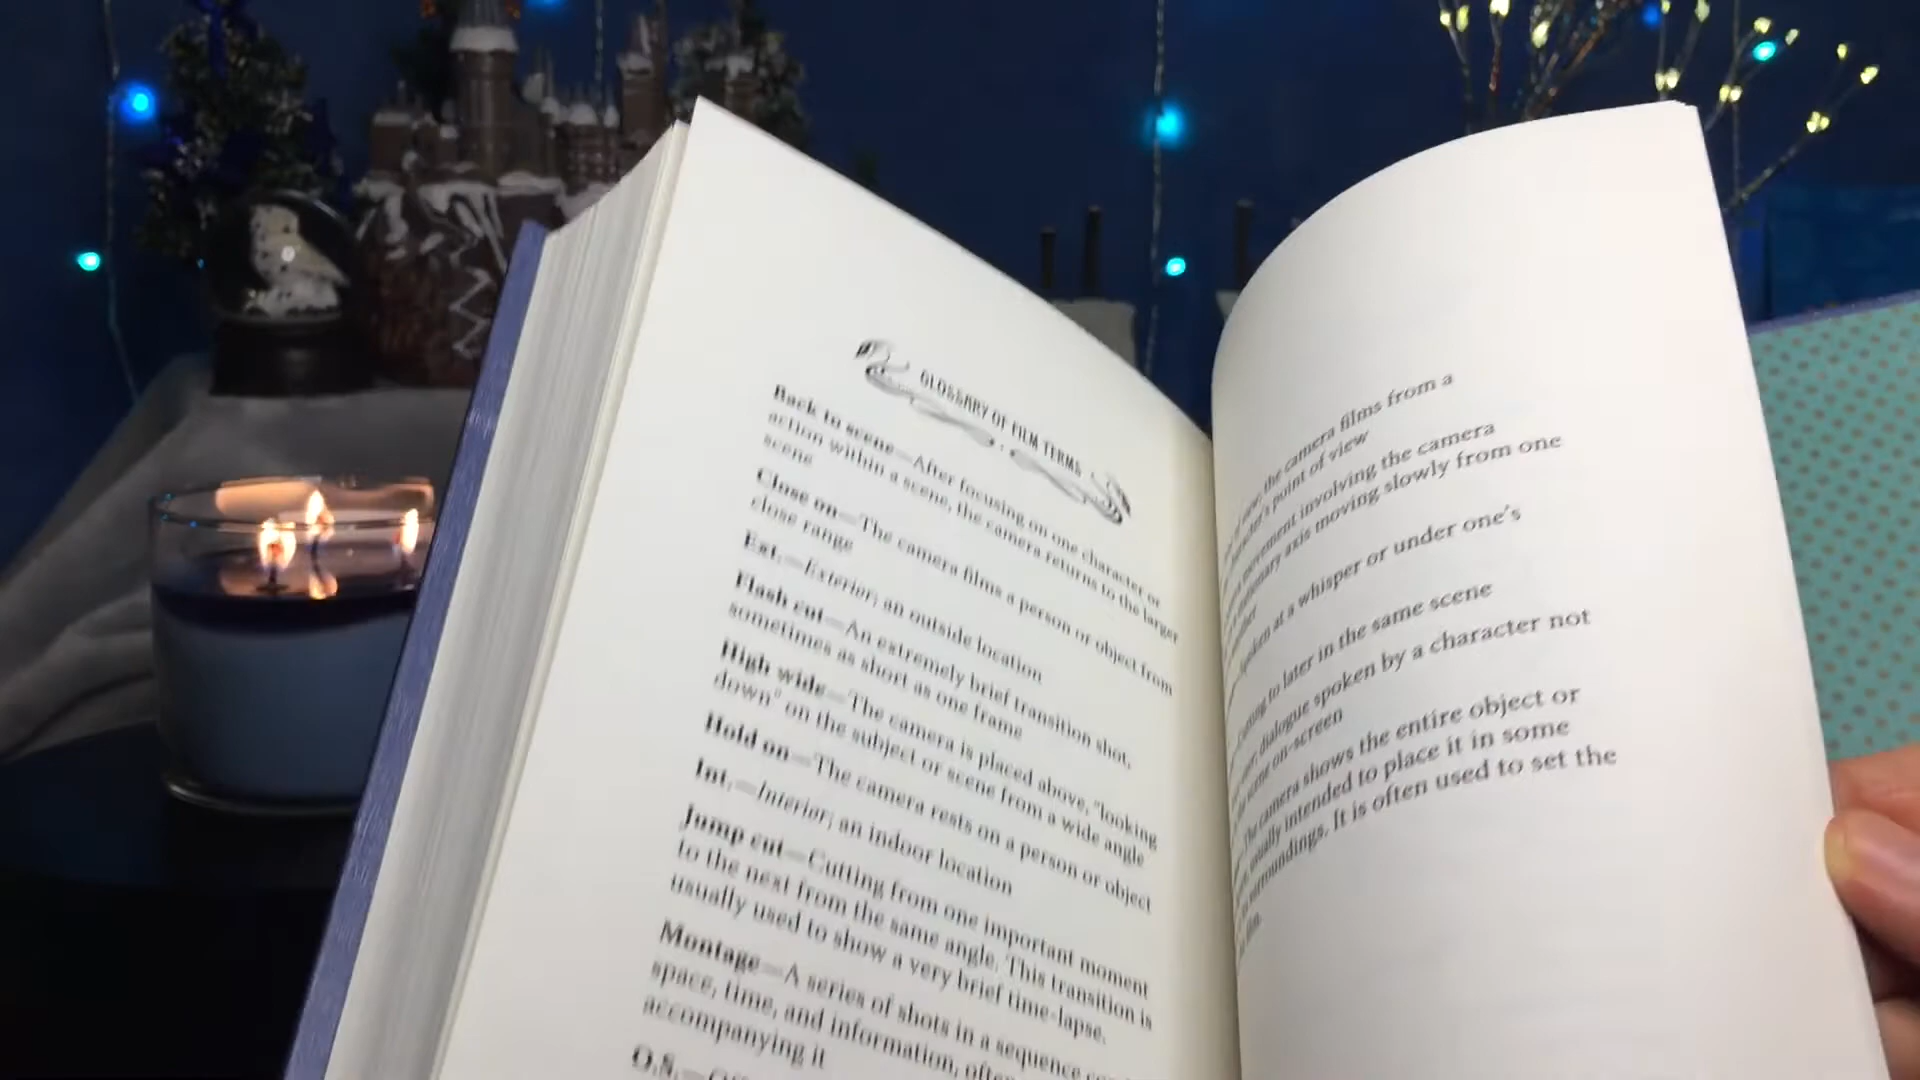 GLOSSARY OF FILM TERMS
Back to scene—After focusing on one character or
action within a scene, the camera returns to the larger
scene
Close on—The camera films a person or object from
close range
Ext.—Exterior; an outside location
Flash cut—An extremely brief transition shot,
sometimes as short as one frame
High wide—The camera is placed above, "looking
down" on the subject or scene from a wide angle
Hold on—The camera rests on a person or object
Int.—Interior; an indoor location
Jump cut—Cutting from one important moment
to the next from the same angle. This transition is
usually used to show a very brief time-lapse.
Montage—A series of shots in a sequence
space, time, and information, often
accompanying it
O.S.—
the camera films from a
point of view
movement involving the camera
axis moving slowly from one
spoken at a whisper or under one's
to later in the same scene
dialogue spoken by a character not
scene on-screen
The camera shows the entire object or
usually intended to place it in some
surroundings. It is often used to set the
film.